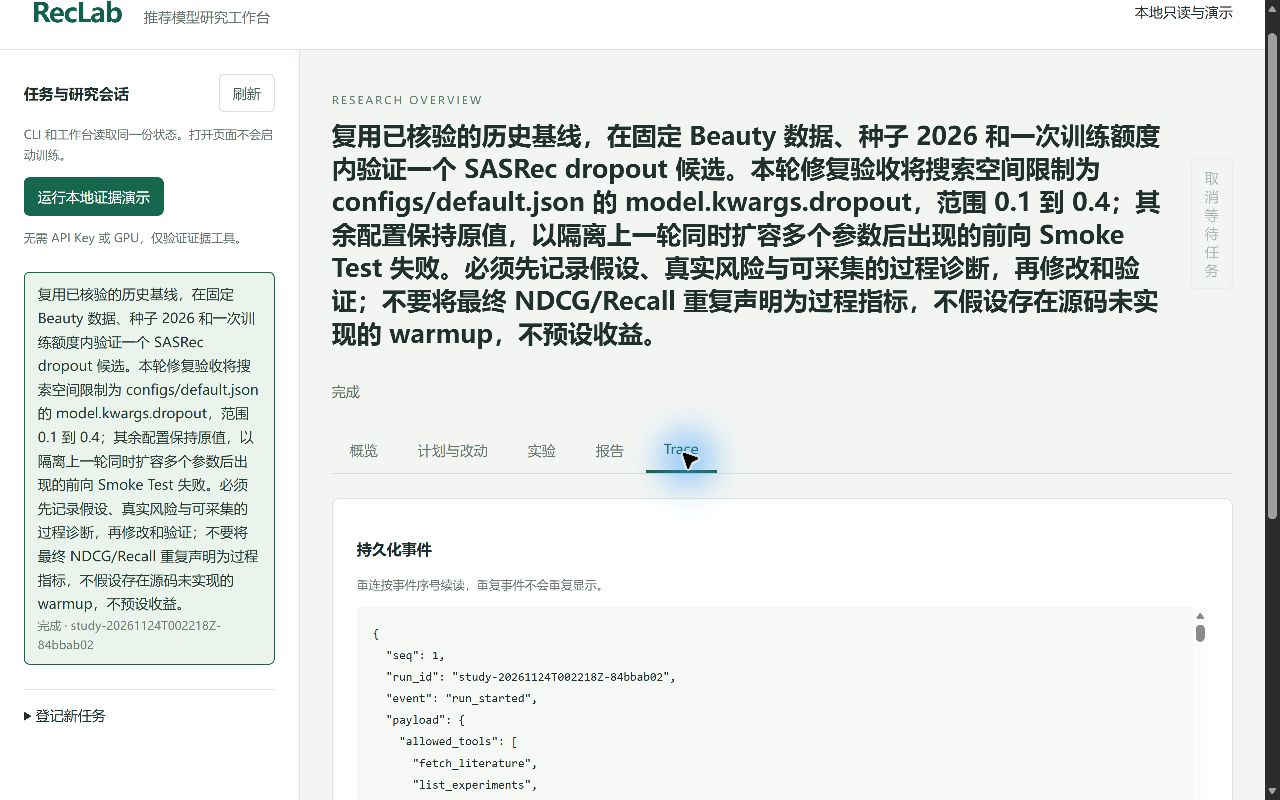 RecLab 推荐模型研究工作台
本地只读与演示
任务与研究会话
刷新
CLI 和工作台读取同一份状态。打开页面不会启
动训练。
运行本地证据演示
无需 API Key 或 GPU，仅验证证据工具。
复用已核验的历史基线，在固定
Beauty 数据、种子 2026 和一次训
练额度内验证一个 SASRec
dropout 候选。本轮修复验收将搜
索空间限制为 configs/default.json
的 model.kwargs.dropout，范围
0.1 到 0.4；其余配置保持原值，以
隔离上一轮同时扩容多个参数后出
现的前向 Smoke Test 失败。必须
先记录假设、真实风险与可采集的
过程诊断，再修改和验证；不要将
最终 NDCG/Recall 重复声明为过程
指标，不假设存在源码未实现的
warmup，不预设收益。
完成 · study-20261124T002218Z-
84bbab02
登记新任务
RESEARCH OVERVIEW
复用已核验的历史基线，在固定 Beauty 数据、种子 2026 和一次训练额度
内验证一个 SASRec dropout 候选。本轮修复验收将搜索空间限制为
configs/default.json 的 model.kwargs.dropout，范围 0.1 到 0.4；其
余配置保持原值，以隔离上一轮同时扩容多个参数后出现的前向 Smoke
Test 失败。必须先记录假设、真实风险与可采集的过程诊断，再修改和验
证；不要将最终 NDCG/Recall 重复声明为过程指标，不假设存在源码未实
现的 warmup，不预设收益。
取消等待任务
完成
概览 计划与改动 实验 报告 Trace
持久化事件
重连按事件序号续读，重复事件不会重复显示。
{
"seq": 1,
"run_id": "study-20261124T002218Z-84bbab02",
"event": "run_started",
"payload": {
"allowed_tools": [
"fetch_literature",
"list_experiments",